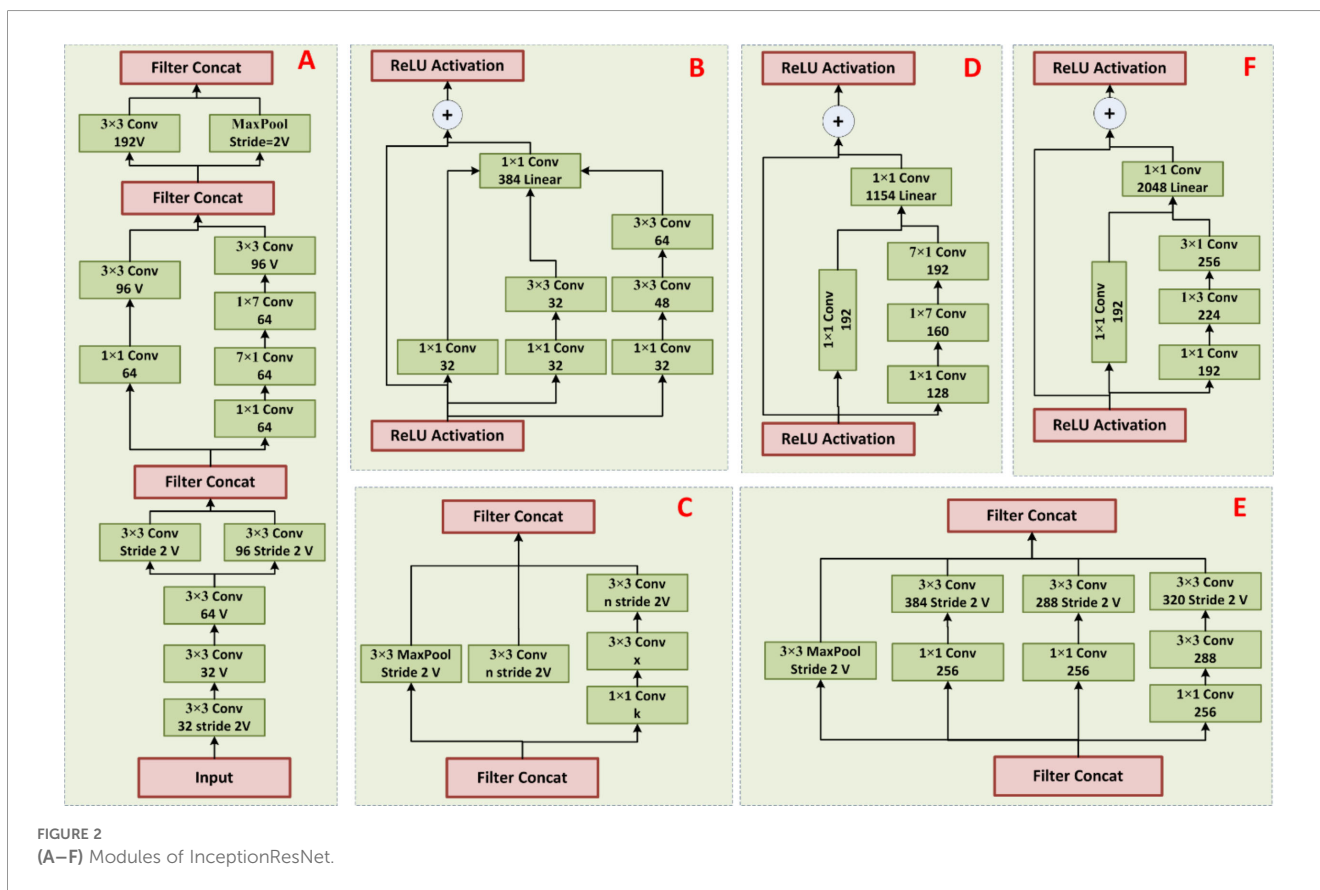 A
Filter Concat
3×3 Conv
192V
MaxPool
Stride=2V
Filter Concat
3×3 Conv
96 V
3×3 Conv
96 V
1×7 Conv
64
1×1 Conv
64
7×1 Conv
64
1×1 Conv
64
Filter Concat
3×3 Conv
Stride 2 V
3×3 Conv
96 Stride 2 V
3×3 Conv
64 V
3×3 Conv
32 V
3×3 Conv
32 stride 2V
Input
B
ReLU Activation
+
1×1 Conv
384 Linear
3×3 Conv
64
3×3 Conv
32
3×3 Conv
48
1×1 Conv
32
1×1 Conv
32
1×1 Conv
32
ReLU Activation
D
ReLU Activation
+
1×1 Conv
1154 Linear
7×1 Conv
192
1×1 Conv
192
1×7 Conv
160
1×1 Conv
128
ReLU Activation
F
ReLU Activation
+
1×1 Conv
2048 Linear
3×1 Conv
256
1×1 Conv
192
1×3 Conv
224
1×1 Conv
192
ReLU Activation
C
Filter Concat
3×3 Conv
n stride 2V
3×3 MaxPool
Stride 2 V
3×3 Conv
n stride 2V
3×3 Conv
x
1×1 Conv
k
Filter Concat
E
Filter Concat
3×3 Conv
384 Stride 2 V
3×3 Conv
288 Stride 2 V
3×3 Conv
320 Stride 2 V
3×3 MaxPool
Stride 2 V
1×1 Conv
256
1×1 Conv
256
3×3 Conv
288
1×1 Conv
256
Filter Concat
FIGURE 2
(A–F) Modules of InceptionResNet.